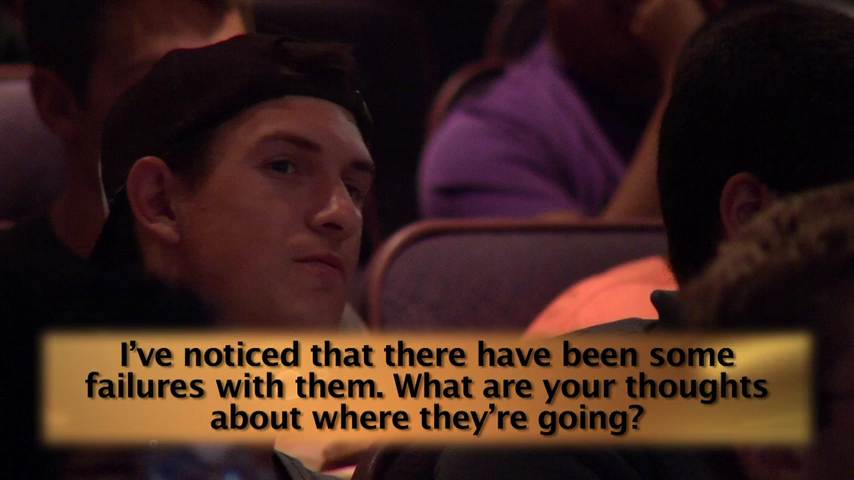 I’ve noticed that there have been some
failures with them. What are your thoughts
about where they’re going?